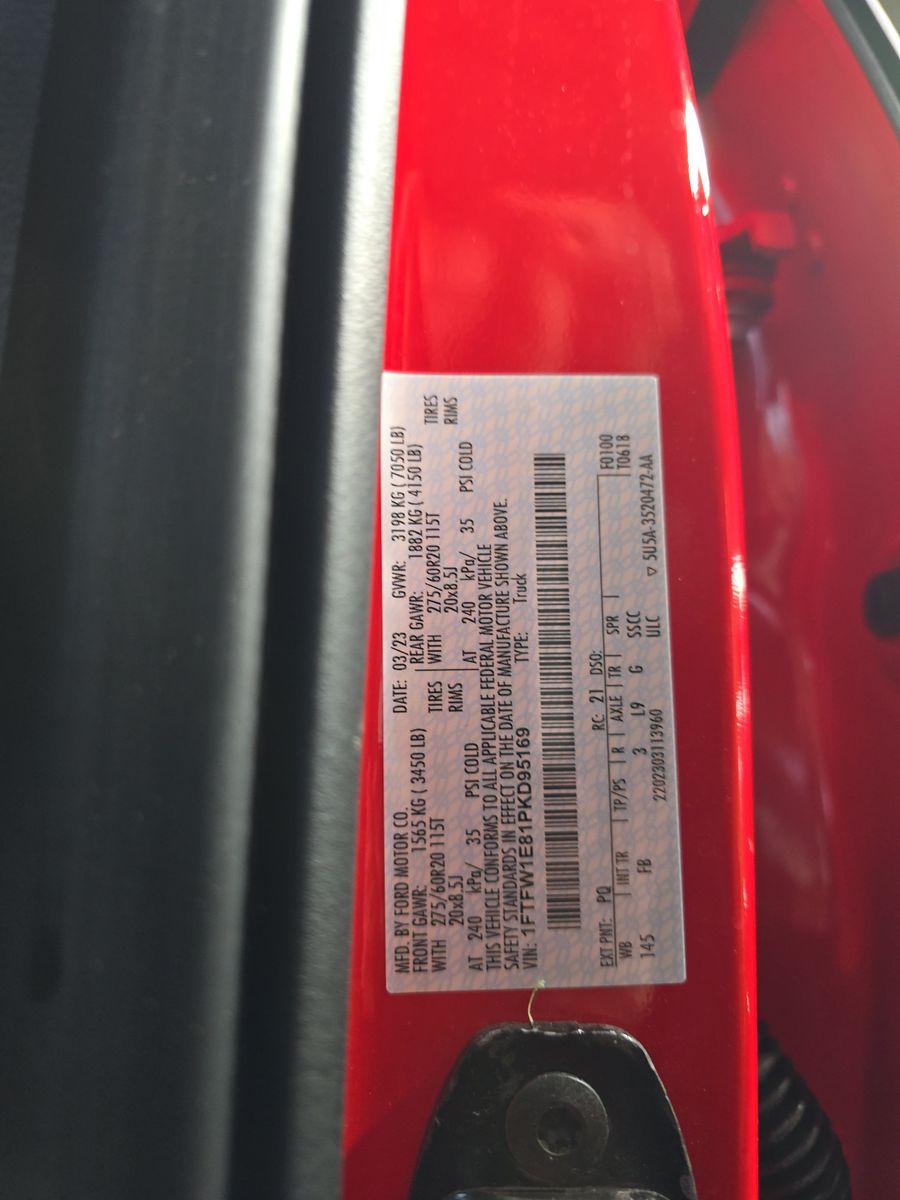 MFD. BY FORD MOTOR CO. DATE: 03/23 GVWR: 3198 KG ( 7050 LB)
FRONT GAWR: 1565 KG ( 3450 LB) REAR GAWR: 1882 KG ( 4150 LB)
WITH 275/60R20 115T TIRES WITH 275/60R20 115T TIRES
20x8.5J RIMS 20x8.5J RIMS
AT 240 kPa/ 35 PSI COLD AT 240 kPa/ 35 PSI COLD
THIS VEHICLE CONFORMS TO ALL APPLICABLE FEDERAL MOTOR VEHICLE
SAFETY STANDARDS IN EFFECT ON THE DATE OF MANUFACTURE SHOWN ABOVE.
VIN: 1FTFW1E81PKD95169 TYPE: Truck
EXT PNT: PQ RC: 21 DSO: F0100
WB INT TR TP/PS R AXLE TR SPR T0618
145 FB 3 L9 G SSCC
ULC
2202303113960 ▽ 5U5A-3520472-AA